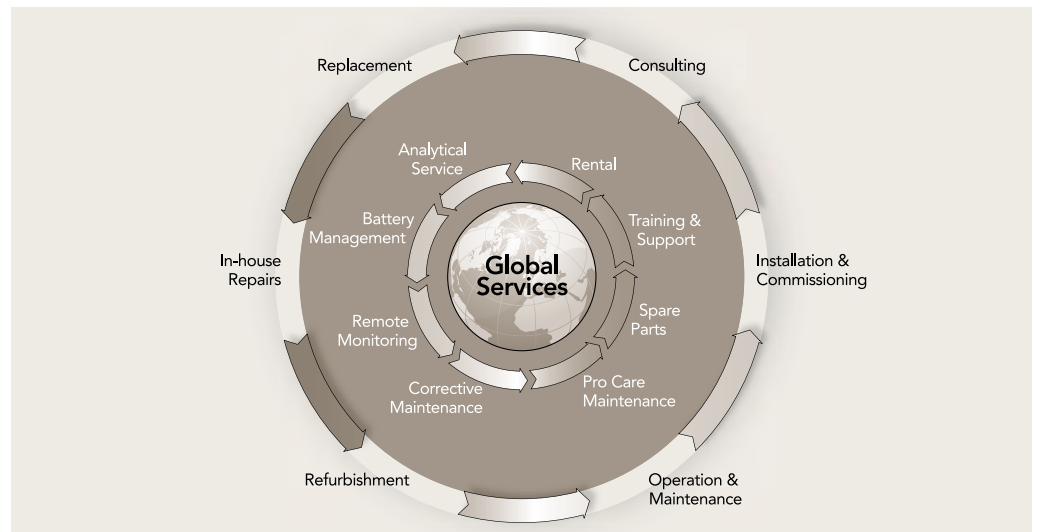 Replacement
Consulting
Analytical
Service
Rental
Battery
Management
Training &
Support
In-house
Repairs
Global
Services
Installation &
Commissioning
Remote
Monitoring
Spare
Parts
Corrective
Maintenance
Pro Care
Maintenance
Refurbishment
Operation &
Maintenance